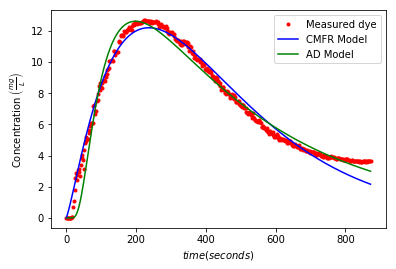 Measured dye
CMFR Model
AD Model
Concentration (mg/L)
12
10
8
6
4
2
0
0 200 400 600 800
time(seconds)